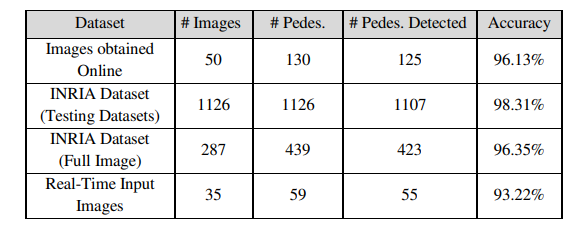 Dataset # Images # Pedes. # Pedes. Detected Accuracy
Images obtained
Online
50 130 125 96.13%
INRIA Dataset
(Testing Datasets)
1126 1126 1107 98.31%
INRIA Dataset
(Full Image)
287 439 423 96.35%
Real-Time Input
Images
35 59 55 93.22%